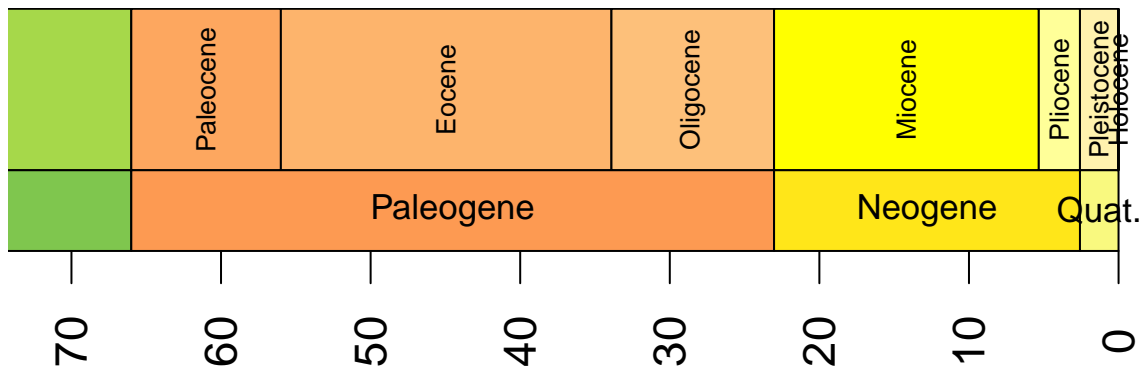 Paleocene
Eocene
Oligocene
Miocene
Pliocene
Pleistocene
Holocene
Paleogene
Neogene
Quat.
70
60
50
40
30
20
10
0